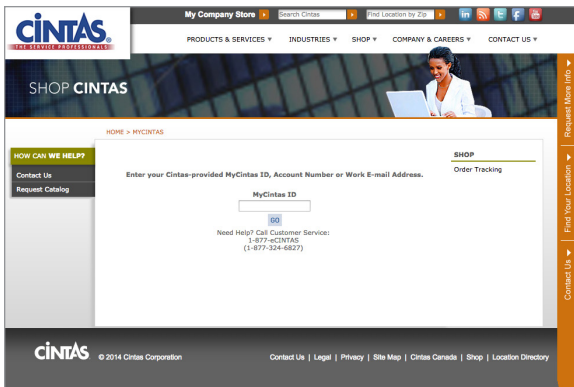 CINTAS®
THE SERVICE PROFESSIONALS
My Company Store
Search Cintas
Find Location by Zip
in
t
f
You Tube
PRODUCTS & SERVICES ▼ INDUSTRIES ▼ SHOP ▼ COMPANY & CAREERS ▼ CONTACT US ▼
SHOP CINTAS
HOME > MYCINTAS
HOW CAN WE HELP?
Contact Us
Request Catalog
Enter your Cintas-provided MyCintas ID, Account Number or Work E-mail Address.
MyCintas ID
GO
Need Help? Call Customer Service:
1-877-eCINTAS
(1-877-324-6827)
SHOP
Order Tracking
Request More Info
Find Your Location
Contact Us
CINTAS
© 2014 Cintas Corporation
Contact Us | Legal | Privacy | Site Map | Cintas Canada | Shop | Location Directory